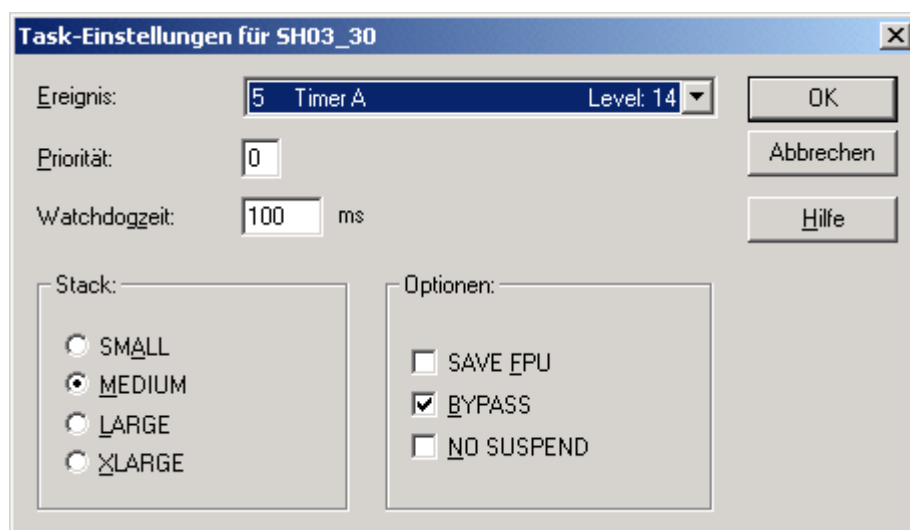 Task-Einstellungen für SH03_30
Ereignis:
5 Timer A Level: 14
OK
Priorität:
0
Abbrechen
Watchdogzeit:
100 ms
Hilfe
Stack:
SMALL
MEDIUM
LARGE
XLARGE
Optionen:
SAVE FPU
BYPASS
NO SUSPEND